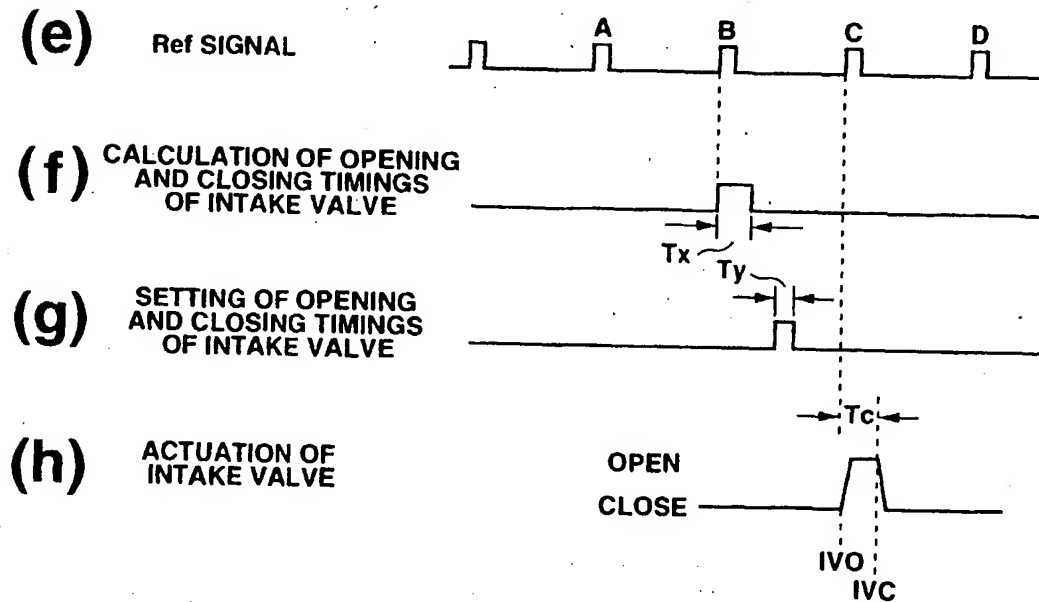 (e) Ref SIGNAL
A B C D
(f) CALCULATION OF OPENING
AND CLOSING TIMINGS
OF INTAKE VALVE
Tx
Ty
(g) SETTING OF OPENING
AND CLOSING TIMINGS
OF INTAKE VALVE
Tc
(h) ACTUATION OF
INTAKE VALVE
OPEN
CLOSE
IVO
IVC